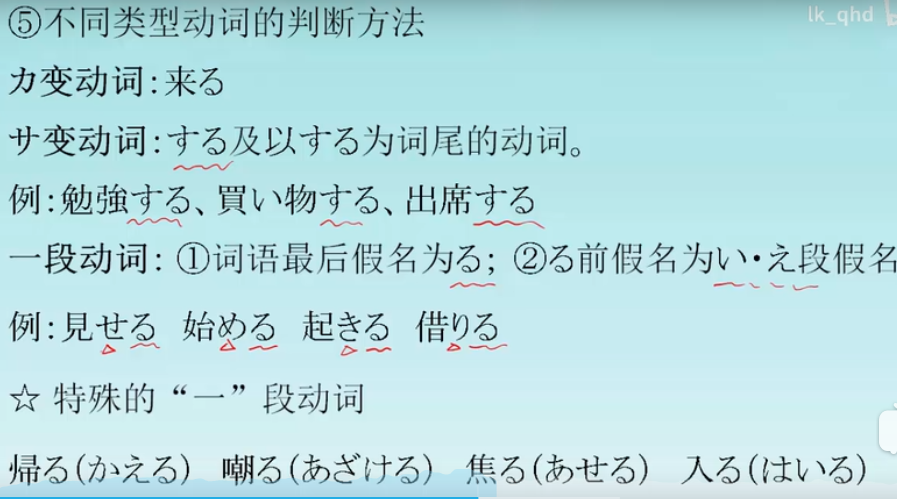 ⑤不同类型动词的判断方法
lk_qhd
カ变动词:来る
サ变动词:する及以する为词尾的动词。
例:勉強する、買い物する、出席する
一段动词: ①词语最后假名为る; ②る前假名为い·え段假名
例:見せる 始める 起きる 借りる
☆ 特殊的“一”段动词
帰る(かえる) 嘲る(あざける) 焦る(あせる) 入る(はいる)